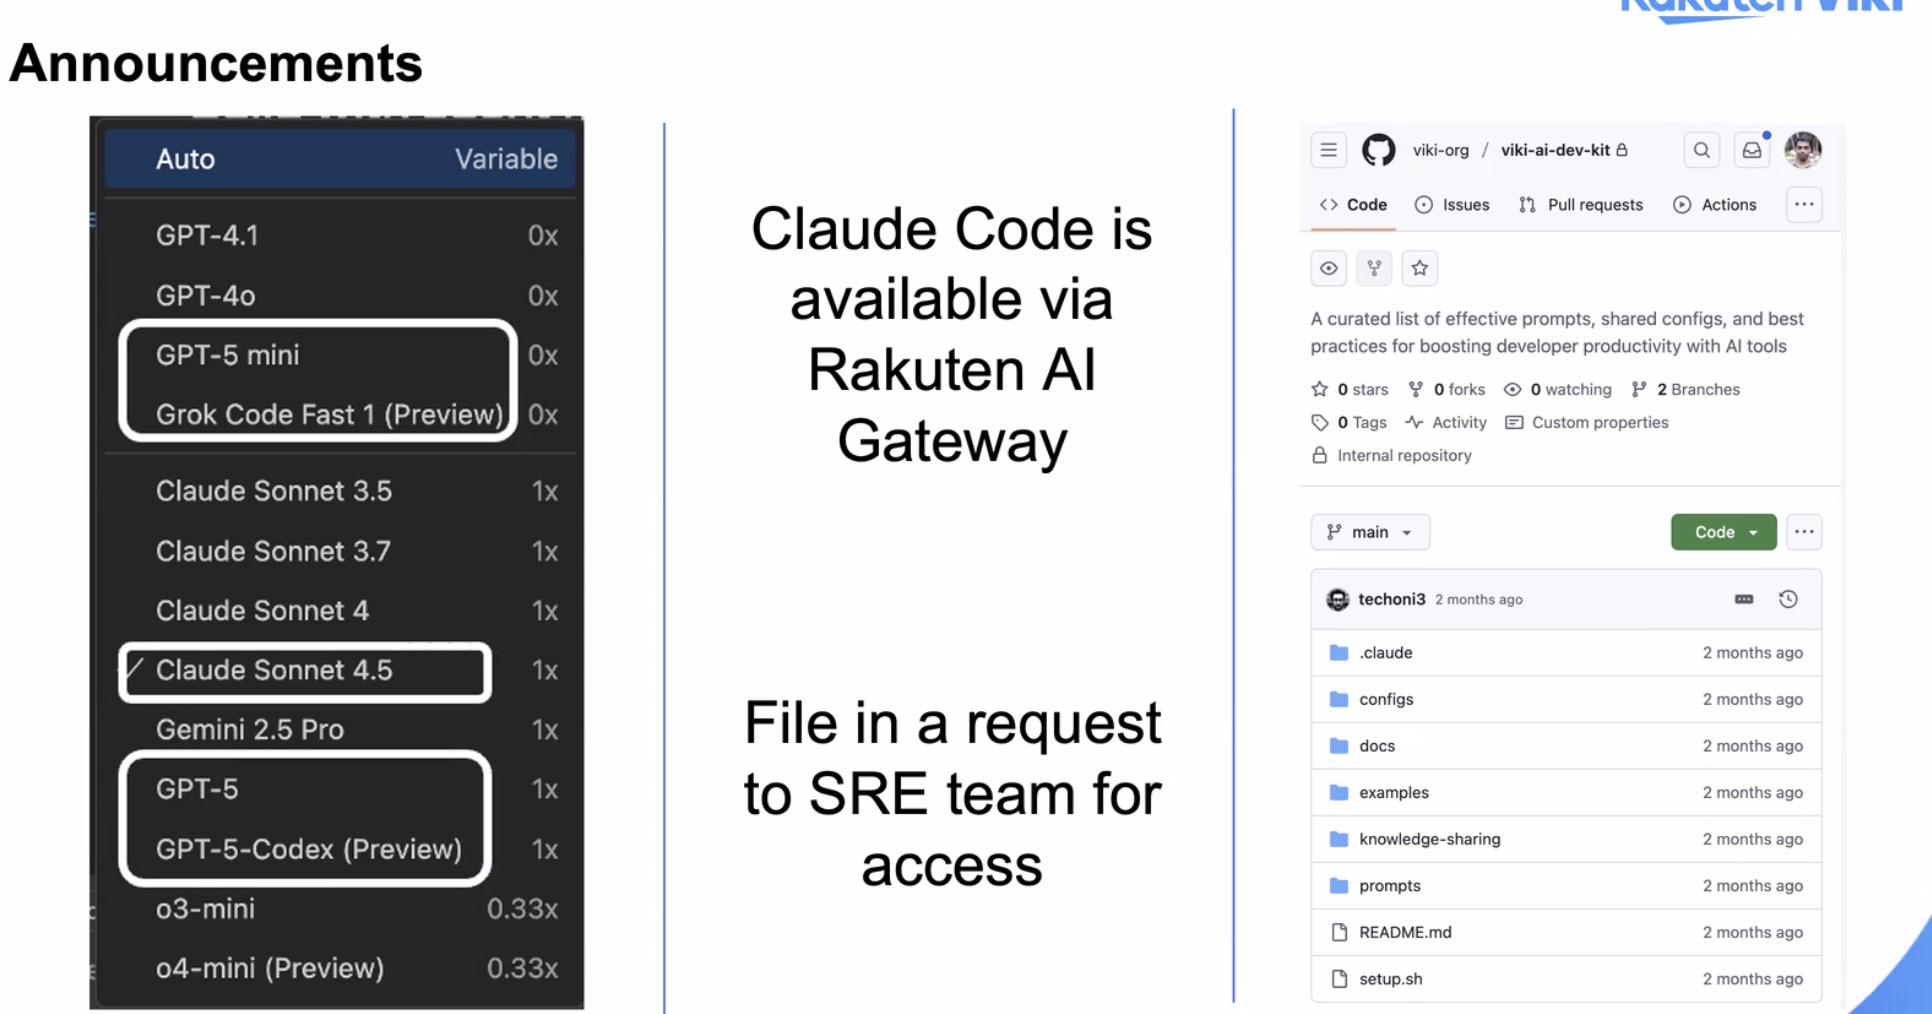 Rakuten Viki
Announcements
Auto Variable
GPT-4.1 0x
GPT-4o 0x
GPT-5 mini 0x
Grok Code Fast 1 (Preview) 0x
Claude Sonnet 3.5 1x
Claude Sonnet 3.7 1x
Claude Sonnet 4 1x
Claude Sonnet 4.5 1x
Gemini 2.5 Pro 1x
GPT-5 1x
GPT-5-Codex (Preview) 1x
o3-mini 0.33x
o4-mini (Preview) 0.33x
Claude Code is
available via
Rakuten AI
Gateway
File in a request
to SRE team for
access
viki-org / viki-ai-dev-kit
Code Issues Pull requests Actions
A curated list of effective prompts, shared configs, and best
practices for boosting developer productivity with AI tools
0 stars 0 forks 0 watching 2 Branches
0 Tags Activity Custom properties
Internal repository
main Code
techoni3 2 months ago
.claude 2 months ago
configs 2 months ago
docs 2 months ago
examples 2 months ago
knowledge-sharing 2 months ago
prompts 2 months ago
README.md 2 months ago
setup.sh 2 months ago